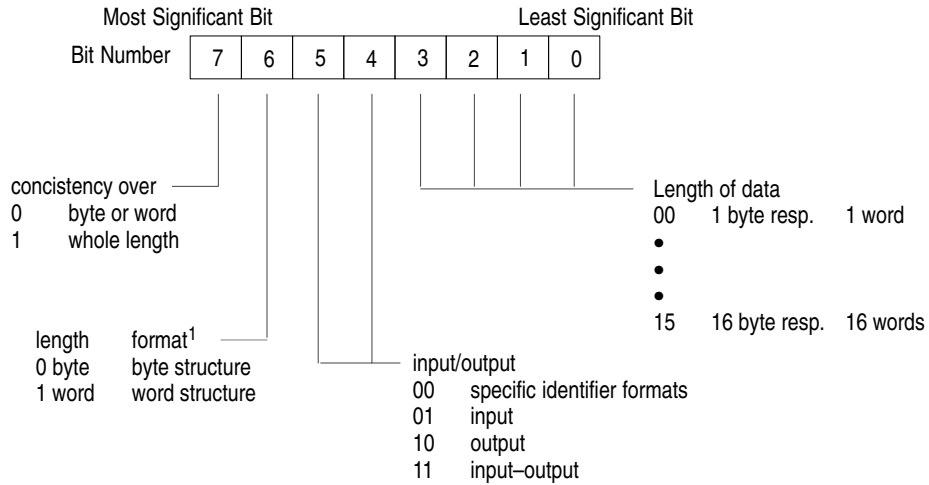 Most Significant Bit Least Significant Bit
Bit Number 7 6 5 4 3 2 1 0
concistency over
0 byte or word
1 whole length
Length of data
00 1 byte resp. 1 word
•
•
•
15 16 byte resp. 16 words
length format1
0 byte byte structure
1 word word structure
input/output
00 specific identifier formats
01 input
10 output
11 input–output